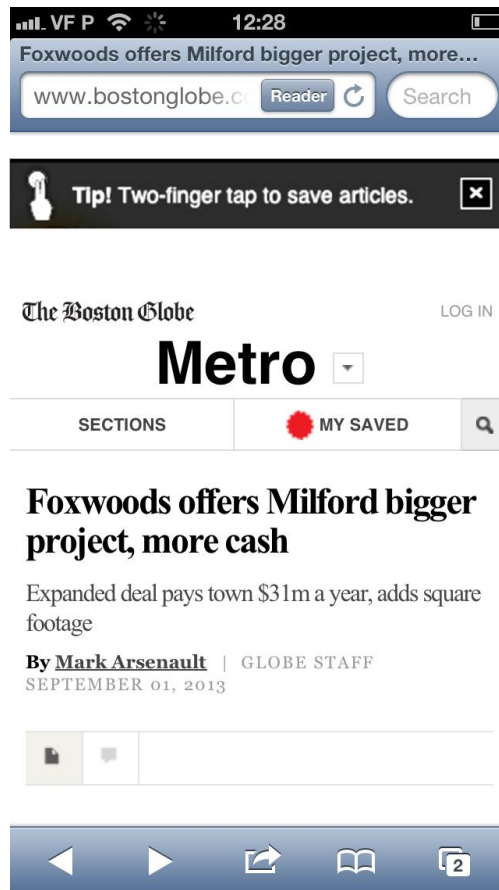 VF P 12:28
Foxwoods offers Milford bigger project, more...
www.bostonglobe.c Reader Search
Tip! Two-finger tap to save articles.
The Boston Globe LOG IN
Metro
SECTIONS MY SAVED
Foxwoods offers Milford bigger
project, more cash
Expanded deal pays town $31m a year, adds square
footage
By Mark Arsenault | GLOBE STAFF
SEPTEMBER 01, 2013
2